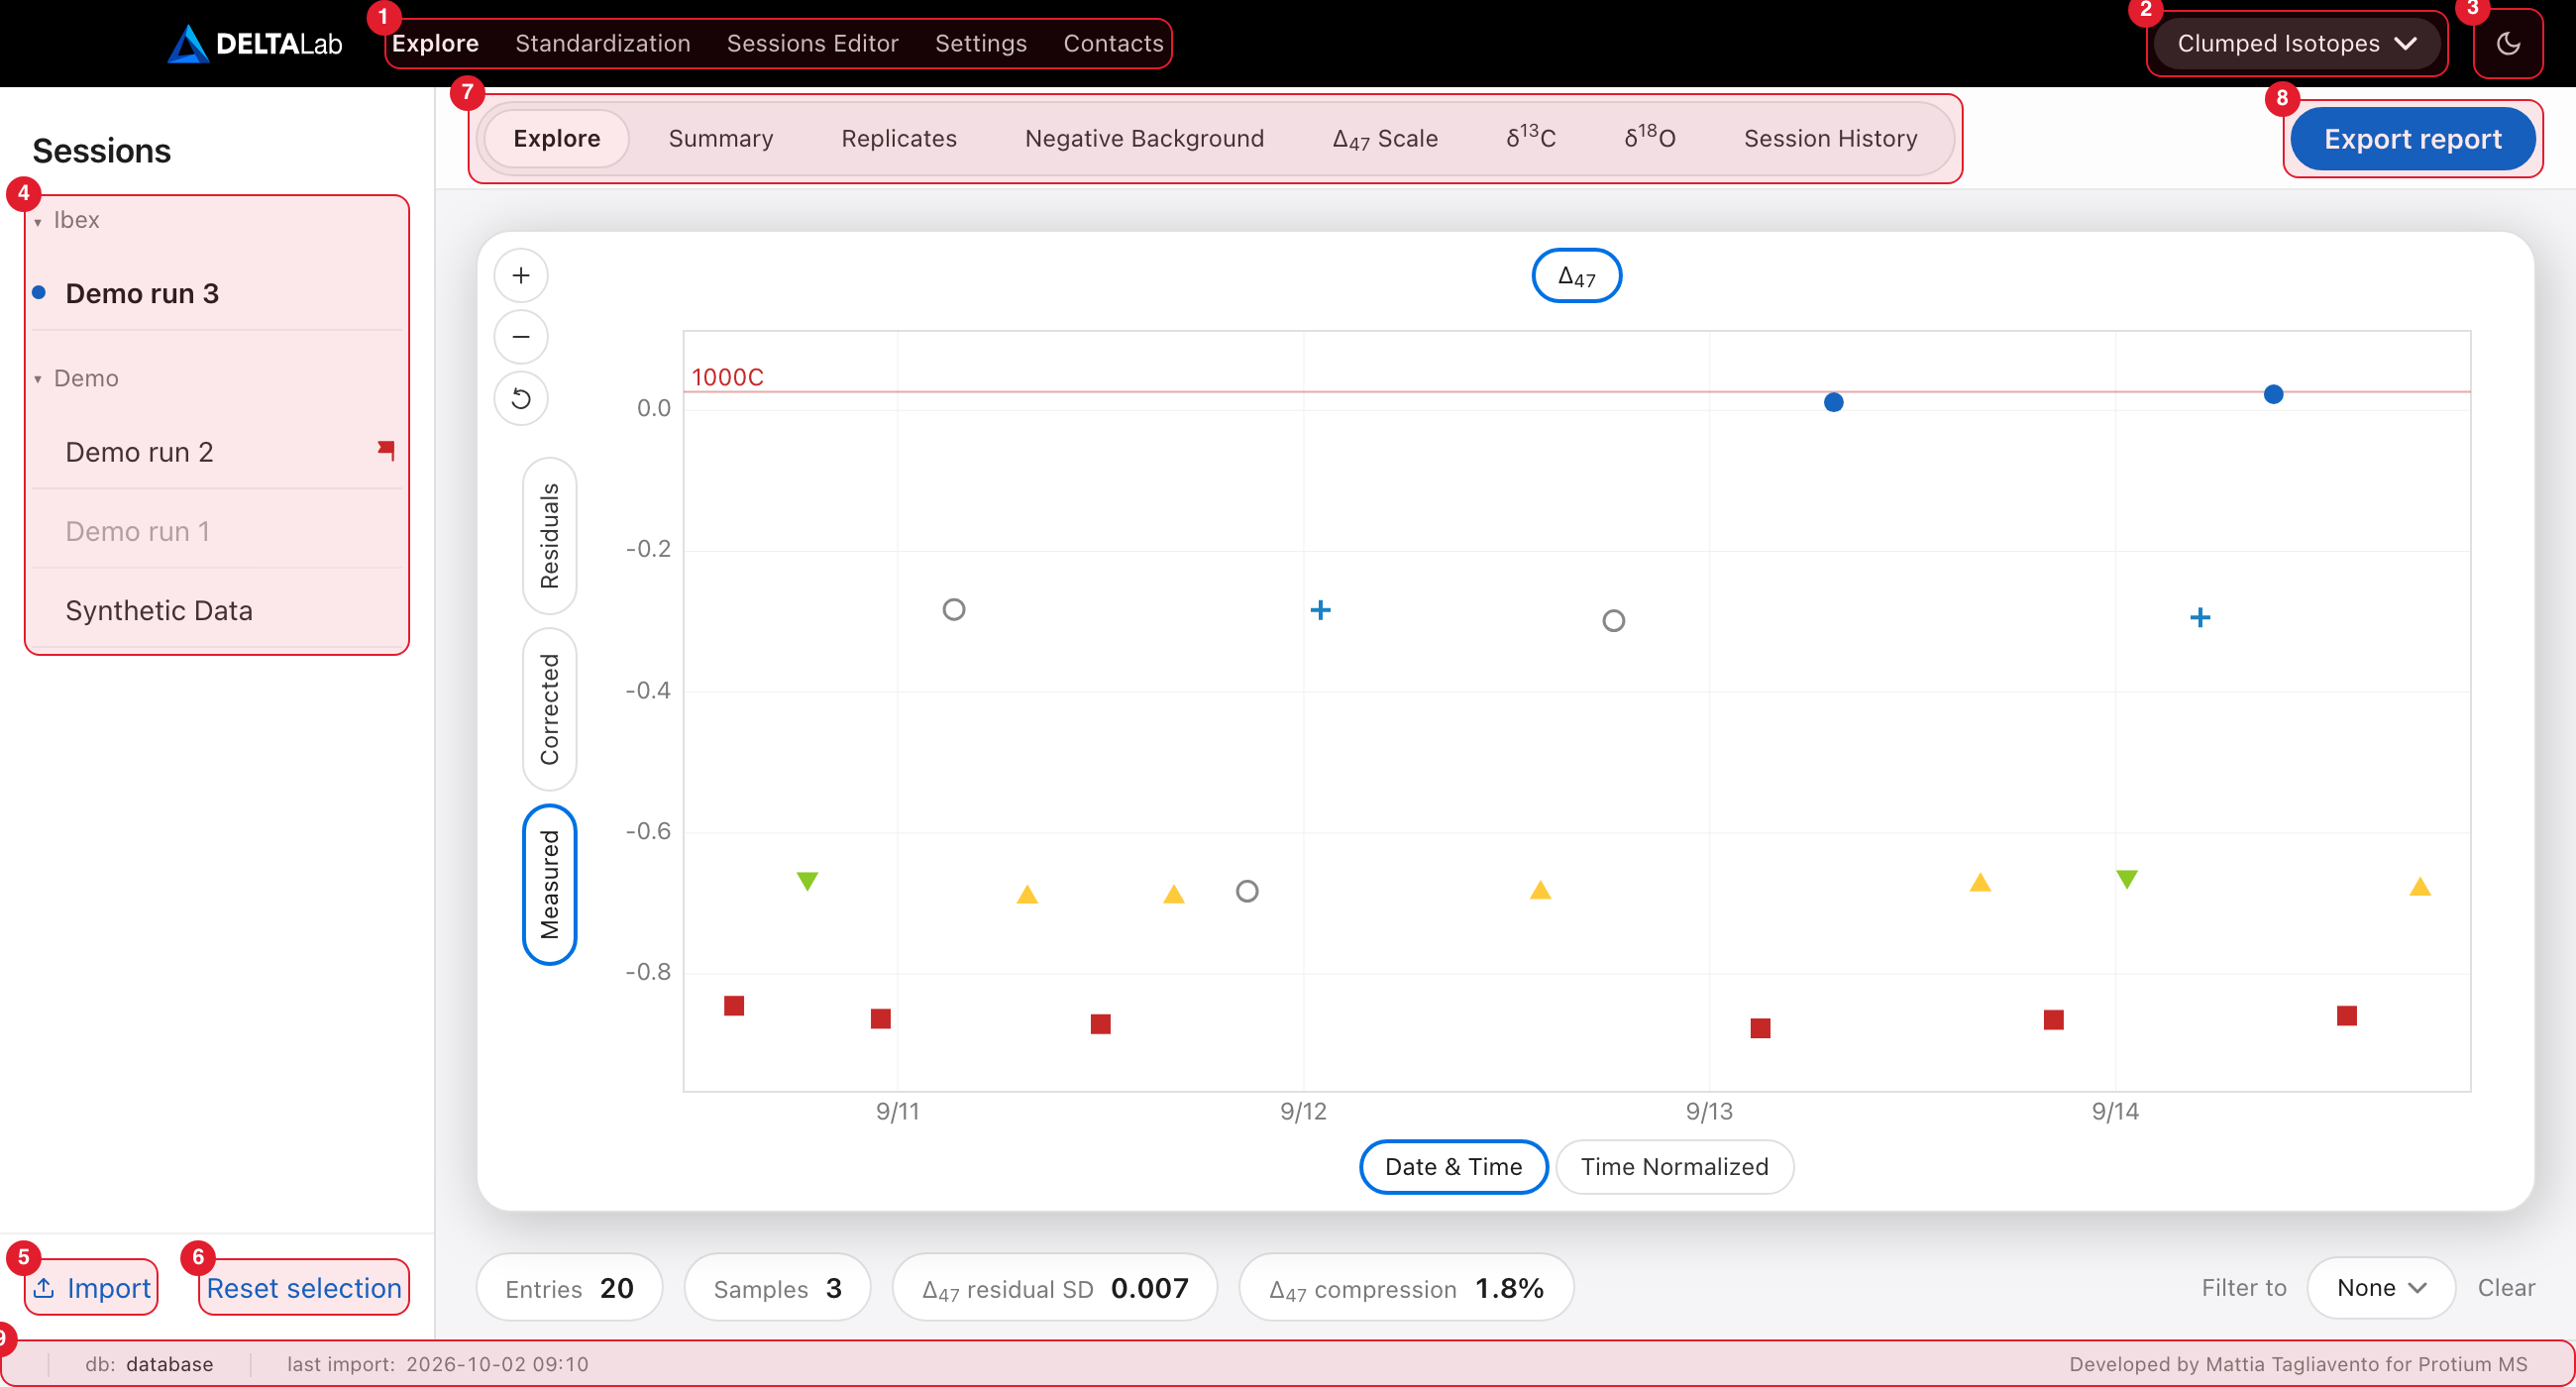 1
2
3
DELTALab
Explore Standardization Sessions Editor Settings Contacts
Clumped Isotopes
7
8
Explore Summary Replicates Negative Background Δ47 Scale δ13C δ18O Session History
Export report
Sessions
4
Ibex
Demo run 3
Demo
Demo run 2
Demo run 1
Synthetic Data
Δ47
1000C
0.0
-0.2
-0.4
-0.6
-0.8
Residuals
Corrected
Measured
9/11 9/12 9/13 9/14
Date & Time Time Normalized
5
6
Import
Reset selection
Entries 20
Samples 3
Δ47 residual SD 0.007
Δ47 compression 1.8%
Filter to None Clear
9
db: database
last import: 2026-10-02 09:10
Developed by Mattia Tagliavento for Protium MS